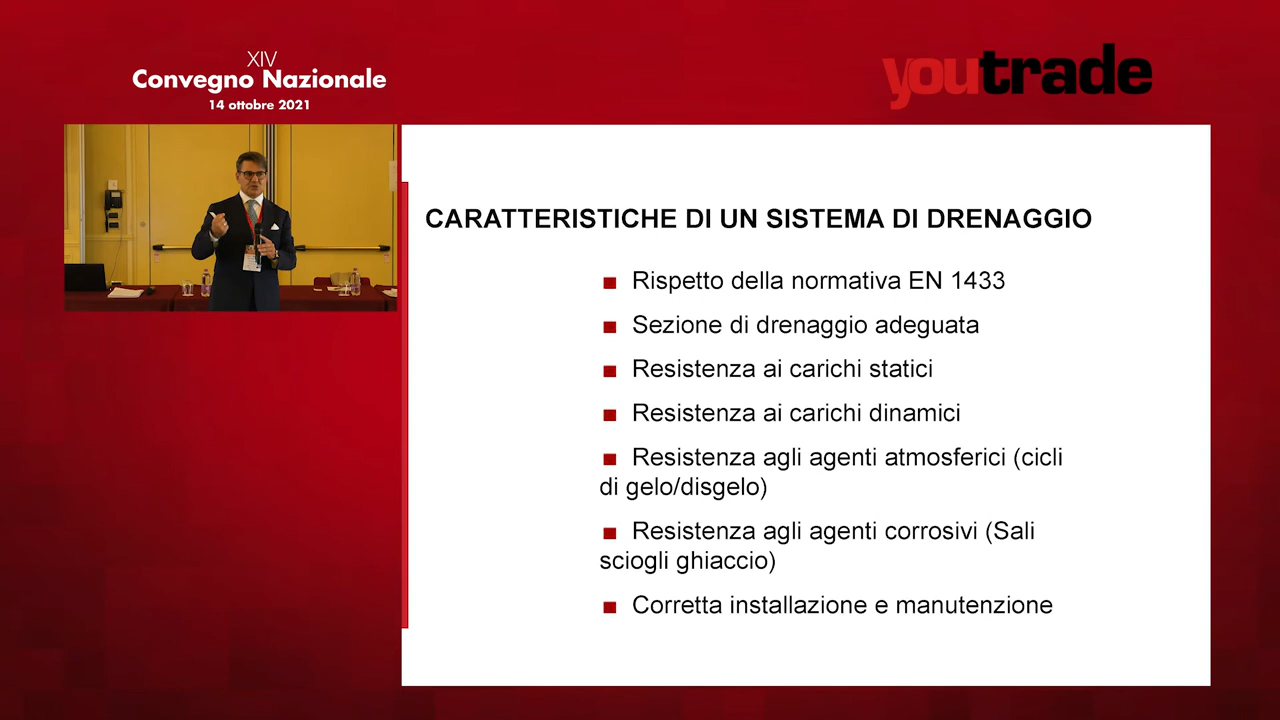 XIV
Convegno Nazionale
14 ottobre 2021
youtrade
CARATTERISTICHE DI UN SISTEMA DI DRENAGGIO
Rispetto della normativa EN 1433
Sezione di drenaggio adeguata
Resistenza ai carichi statici
Resistenza ai carichi dinamici
Resistenza agli agenti atmosferici (cicli
di gelo/disgelo)
Resistenza agli agenti corrosivi (Sali
sciogli ghiaccio)
Corretta installazione e manutenzione